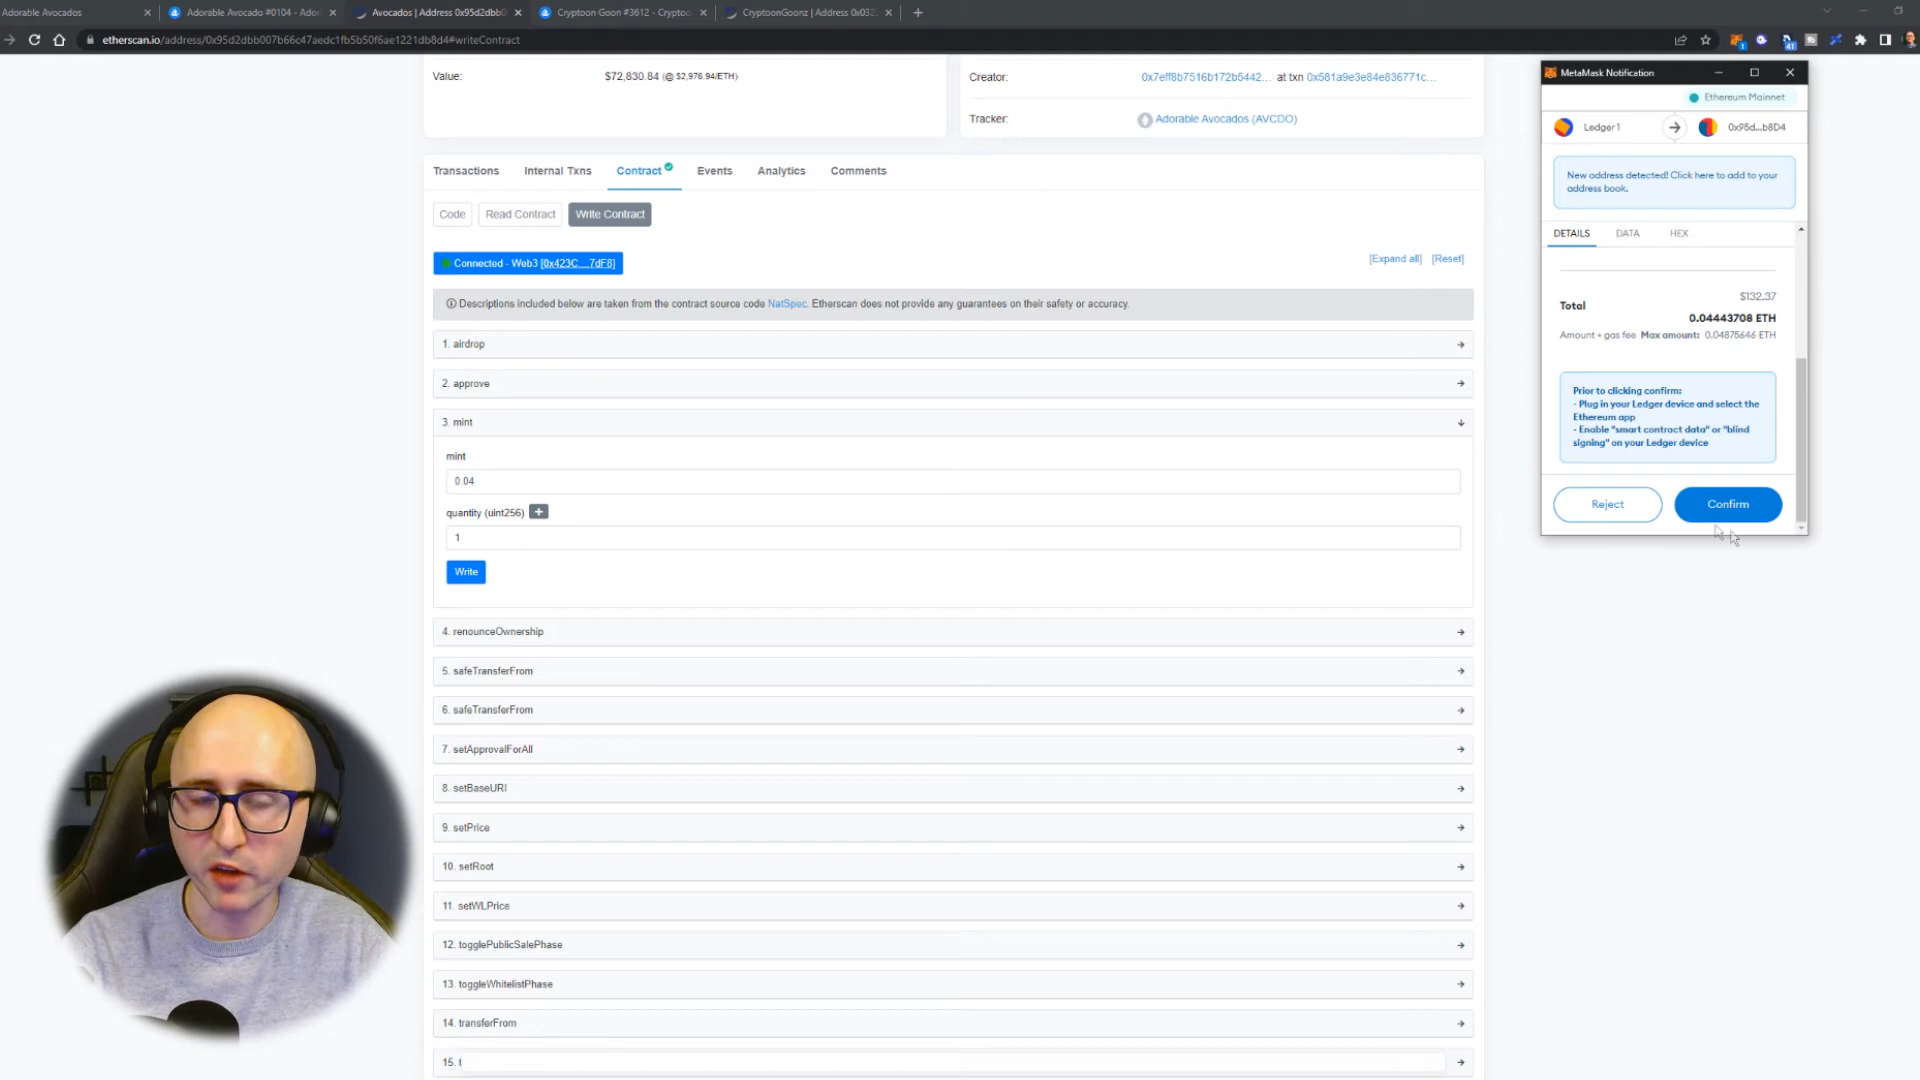 Adorable Avocados
Adorable Avocado #0104 - Ador
Avocados | Address 0x95d2dbb0
Cryptoon Goon #3612 - Cryptoo
CryptoonGoonz | Address 0x032
etherscan.io/address/0x95d2dbb007b66c47aedc1fb5b50f6ae1221db8d4#writeContract
1
41
Value:
$72,830.84 (@ $2,976.94/ETH)
Creator:
0x7eff8b7516b172b5442... at txn 0x581a9e3e84e836771c...
Tracker:
Adorable Avocados (AVCDO)
Transactions
Internal Txns
Contract
Events
Analytics
Comments
Code
Read Contract
Write Contract
Connected - Web3 [0x423C....7dF8]
[Expand all] [Reset]
Descriptions included below are taken from the contract source code NatSpec. Etherscan does not provide any guarantees on their safety or accuracy.
1. airdrop
2. approve
3. mint
mint
0.04
quantity (uint256) +
1
Write
4. renounceOwnership
5. safeTransferFrom
6. safeTransferFrom
7. setApprovalForAll
8. setBaseURI
9. setPrice
10. setRoot
11. setWLPrice
12. togglePublicSalePhase
13. toggleWhitelistPhase
14. transferFrom
15. t
MetaMask Notification
Ethereum Mainnet
Ledger 1
0x95d...b8D4
New address detected! Click here to add to your
address book.
DETAILS
DATA
HEX
$132.37
Total
0.04443708 ETH
Amount + gas fee Max amount: 0.04875646 ETH
Prior to clicking confirm:
- Plug in your Ledger device and select the
Ethereum app
- Enable "smart contract data" or "blind
signing" on your Ledger device
Reject
Confirm